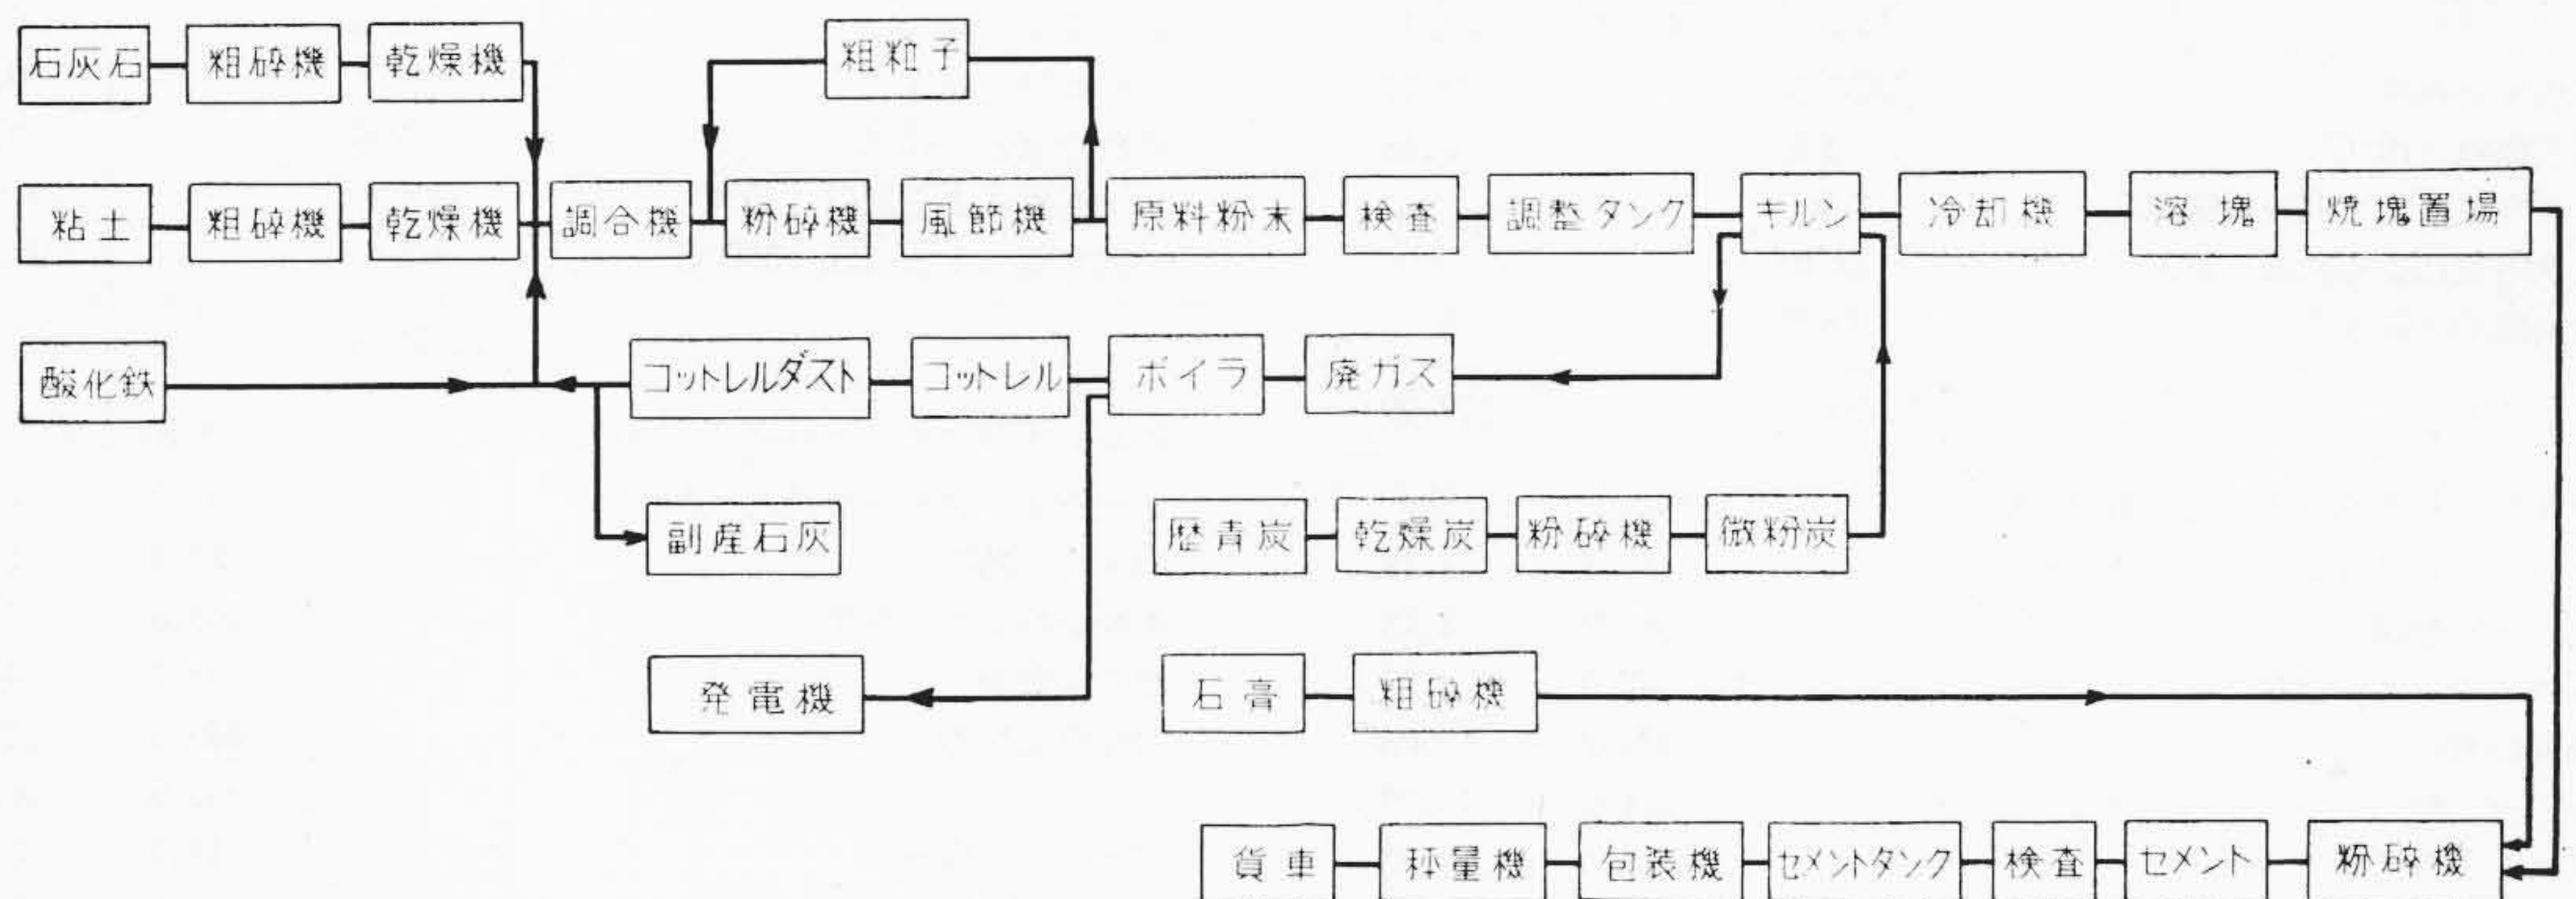 石灰石 粗砕機 乾燥機 粗粒子
粘土 粗砕機 乾燥機 調合機 粉砕機 風節機 原料粉末 検査 調整タンク キルン 冷却機 溶塊 焼塊置場
酸化鉄 コットレルダスト コットレル ボイラ 廃ガス
副産石灰 歴青炭 乾燥炭 粉砕機 微粉炭
発電機 石膏 粗砕機
貨車 秤量機 包装機 セメントタンク 検査 セメント 粉砕機